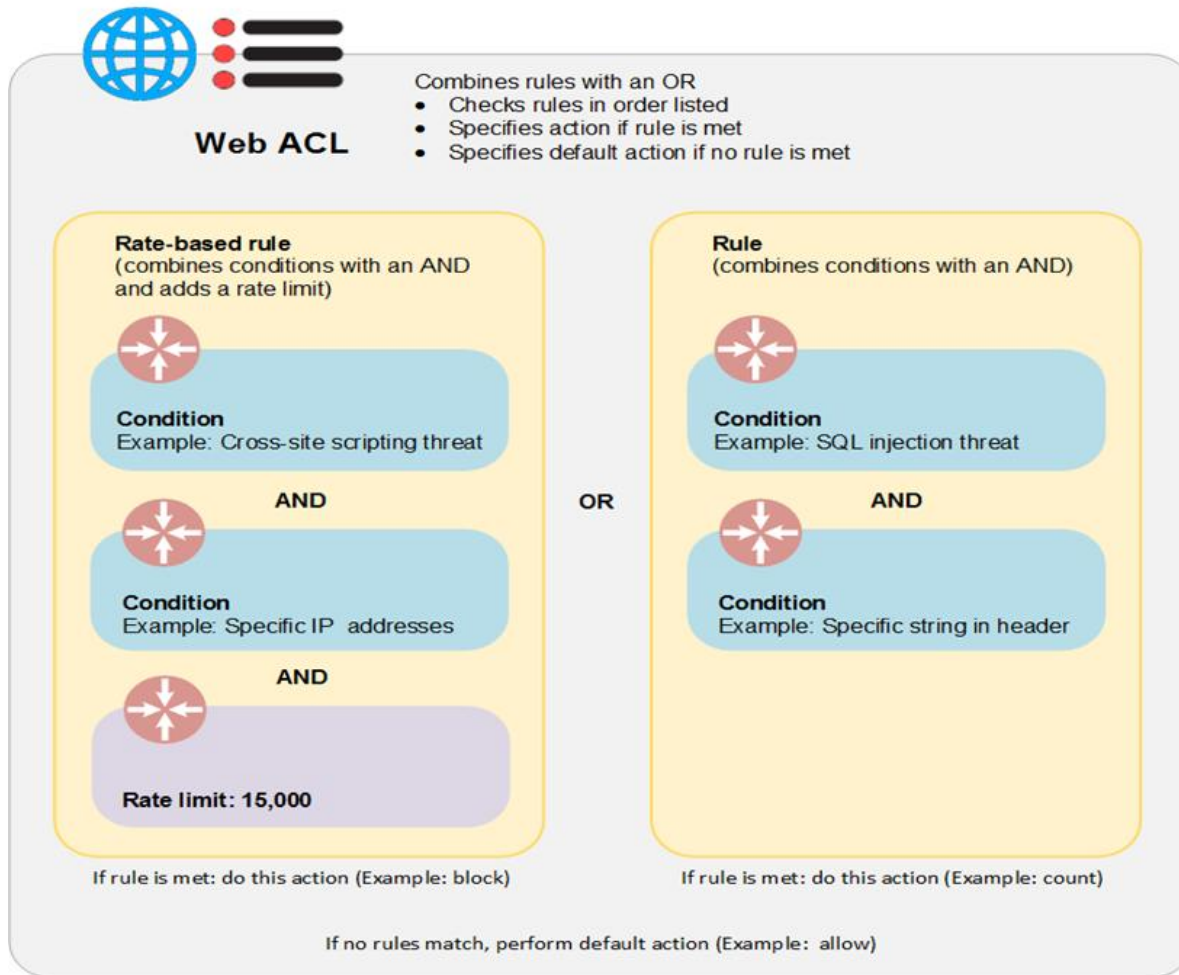 Web ACL
Combines rules with an OR
• Checks rules in order listed
• Specifies action if rule is met
• Specifies default action if no rule is met
Rate-based rule
(combines conditions with an AND
and adds a rate limit)
Condition
Example: Cross-site scripting threat
AND
Condition
Example: Specific IP addresses
AND
Rate limit: 15,000
If rule is met: do this action (Example: block)
OR
Rule
(combines conditions with an AND)
Condition
Example: SQL injection threat
AND
Condition
Example: Specific string in header
If rule is met: do this action (Example: count)
If no rules match, perform default action (Example: allow)